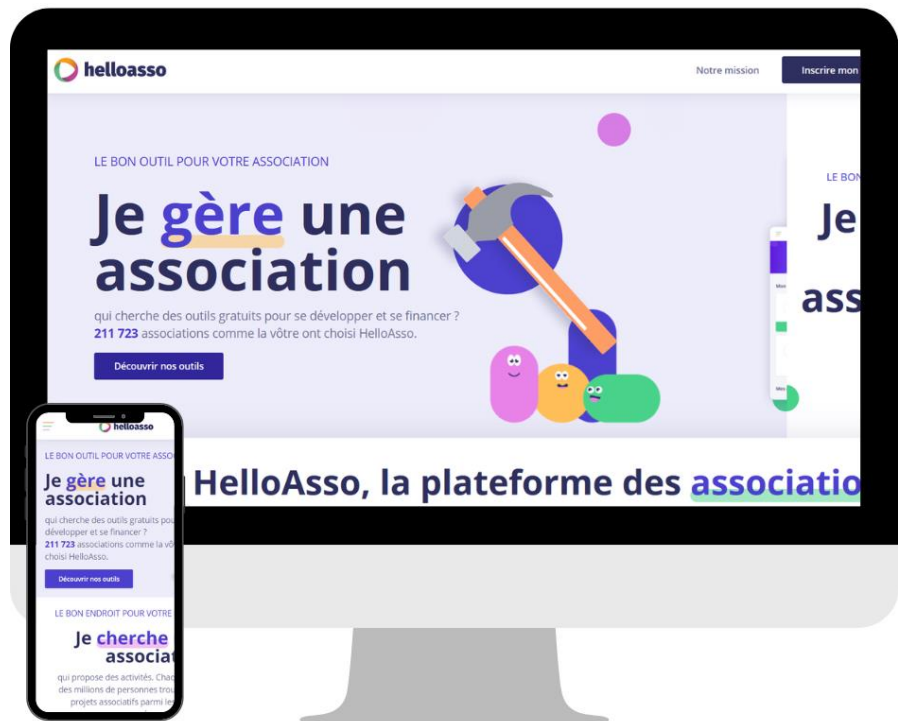 helloasso
Notre mission
Inscrire mon
LE BON OUTIL POUR VOTRE ASSOCIATION
Je gère une
association
qui cherche des outils gratuits pour se développer et se financer ?
211 723 associations comme la vôtre ont choisi HelloAsso.
Découvrir nos outils
LE BON
Je
ass
HelloAsso, la plateforme des associatio
helloasso
LE BON OUTIL POUR VOTRE ASSO
Je gère une
association
qui cherche des outils gratuits pou
développer et se financer ?
211 723 associations comme la vô
choisi HelloAsso.
Découvrir nos outils
LE BON ENDROIT POUR VOTRE
Je cherche
associat
qui propose des activités. Chaq
des millions de personnes trou
projets associatifs parmi les